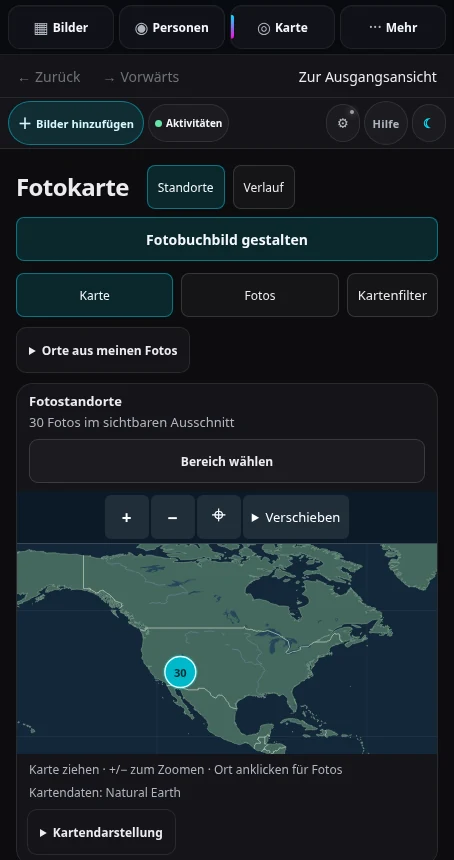 Bilder
Personen
Karte
Mehr
← Zurück
→ Vorwärts
Zur Ausgangsansicht
+ Bilder hinzufügen
Aktivitäten
Hilfe
Fotokarte
Standorte
Verlauf
Fotobuchbild gestalten
Karte
Fotos
Kartenfilter
Orte aus meinen Fotos
Fotostandorte
30 Fotos im sichtbaren Ausschnitt
Bereich wählen
+
−
Verschieben
30
Karte ziehen · +/− zum Zoomen · Ort anklicken für Fotos
Kartendaten: Natural Earth
Kartendarstellung